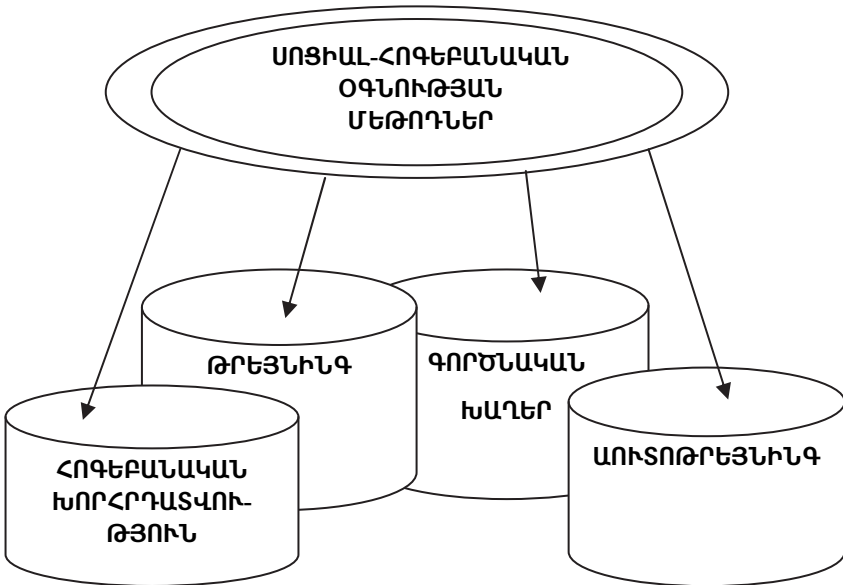 ՍՈՑԻԱԼ-ՀՈԳԵԲԱՆԱԿԱՆ
ՕԳՆՈՒԹՅԱՆ
ՄԵԹՈԴՆԵՐ
ԹՐԵՅՆԻՆԳ
ԳՈՐԾՆԱԿԱՆ
ԽԱՂԵՐ
ՀՈԳԵԲԱՆԱԿԱՆ
ԽՈՐՀՐԴԱՏՎՈՒ-
ԹՅՈՒՆ
ԱՈՒՏՈԹՐԵՅՆԻՆԳ